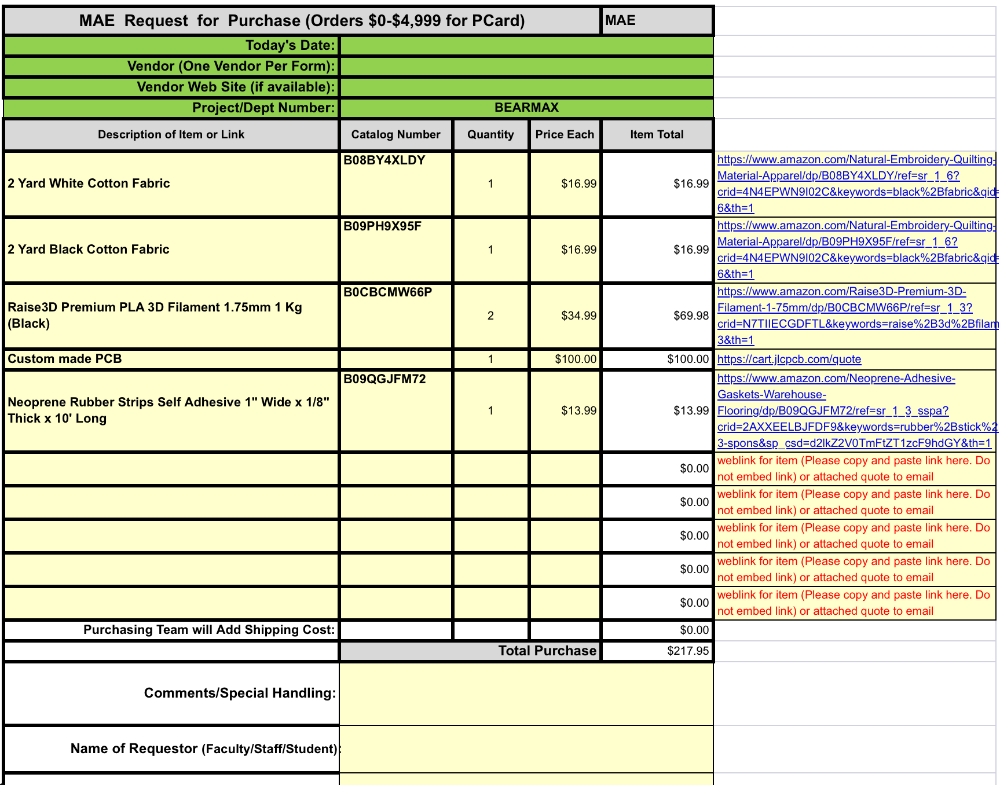 MAE  Request  for  Purchase (Orders $0-$4,999 for PCard) MAE
Today's Date:
Vendor (One Vendor Per Form):
Vendor Web Site (if available):
Project/Dept Number: BEARMAX
Description of Item or Link Catalog Number Quantity Price Each Item Total
2 Yard White Cotton Fabric B08BY4XLDY 1 $16.99 $16.99
https://www.amazon.com/Natural-Embroidery-Quilting-
Material-Apparel/dp/B08BY4XLDY/ref=sr_1_6?
crid=4N4EPWN9I02C&keywords=black%2Bfabric&qid=
6&th=1
2 Yard Black Cotton Fabric B09PH9X95F 1 $16.99 $16.99
https://www.amazon.com/Natural-Embroidery-Quilting-
Material-Apparel/dp/B09PH9X95F/ref=sr_1_6?
crid=4N4EPWN9I02C&keywords=black%2Bfabric&qid=
6&th=1
Raise3D Premium PLA 3D Filament 1.75mm 1 Kg
(Black) B0CBCMW66P 2 $34.99 $69.98
https://www.amazon.com/Raise3D-Premium-3D-
Filament-1-75mm/dp/B0CBCMW66P/ref=sr_1_3?
crid=N7TIIECGDFTL&keywords=raise%2B3d%2Bfilam
3&th=1
Custom made PCB 1 $100.00 $100.00 https://cart.jlcpcb.com/quote
Neoprene Rubber Strips Self Adhesive 1" Wide x 1/8"
Thick x 10' Long B09QGJFM72 1 $13.99 $13.99
https://www.amazon.com/Neoprene-Adhesive-
Gaskets-Warehouse-
Flooring/dp/B09QGJFM72/ref=sr_1_3_sspa?
crid=2AXXEELBJFDF9&keywords=rubber%2Bstick%2
3-spons&sp_csd=d2lkZ2V0TmFtZT1zcF9hdGY&th=1
$0.00 weblink for item (Please copy and paste link here. Do
not embed link) or attached quote to email
$0.00 weblink for item (Please copy and paste link here. Do
not embed link) or attached quote to email
$0.00 weblink for item (Please copy and paste link here. Do
not embed link) or attached quote to email
$0.00 weblink for item (Please copy and paste link here. Do
not embed link) or attached quote to email
$0.00 weblink for item (Please copy and paste link here. Do
not embed link) or attached quote to email
Purchasing Team will Add Shipping Cost: $0.00
Total Purchase $217.95
Comments/Special Handling:
Name of Requestor (Faculty/Staff/Student):